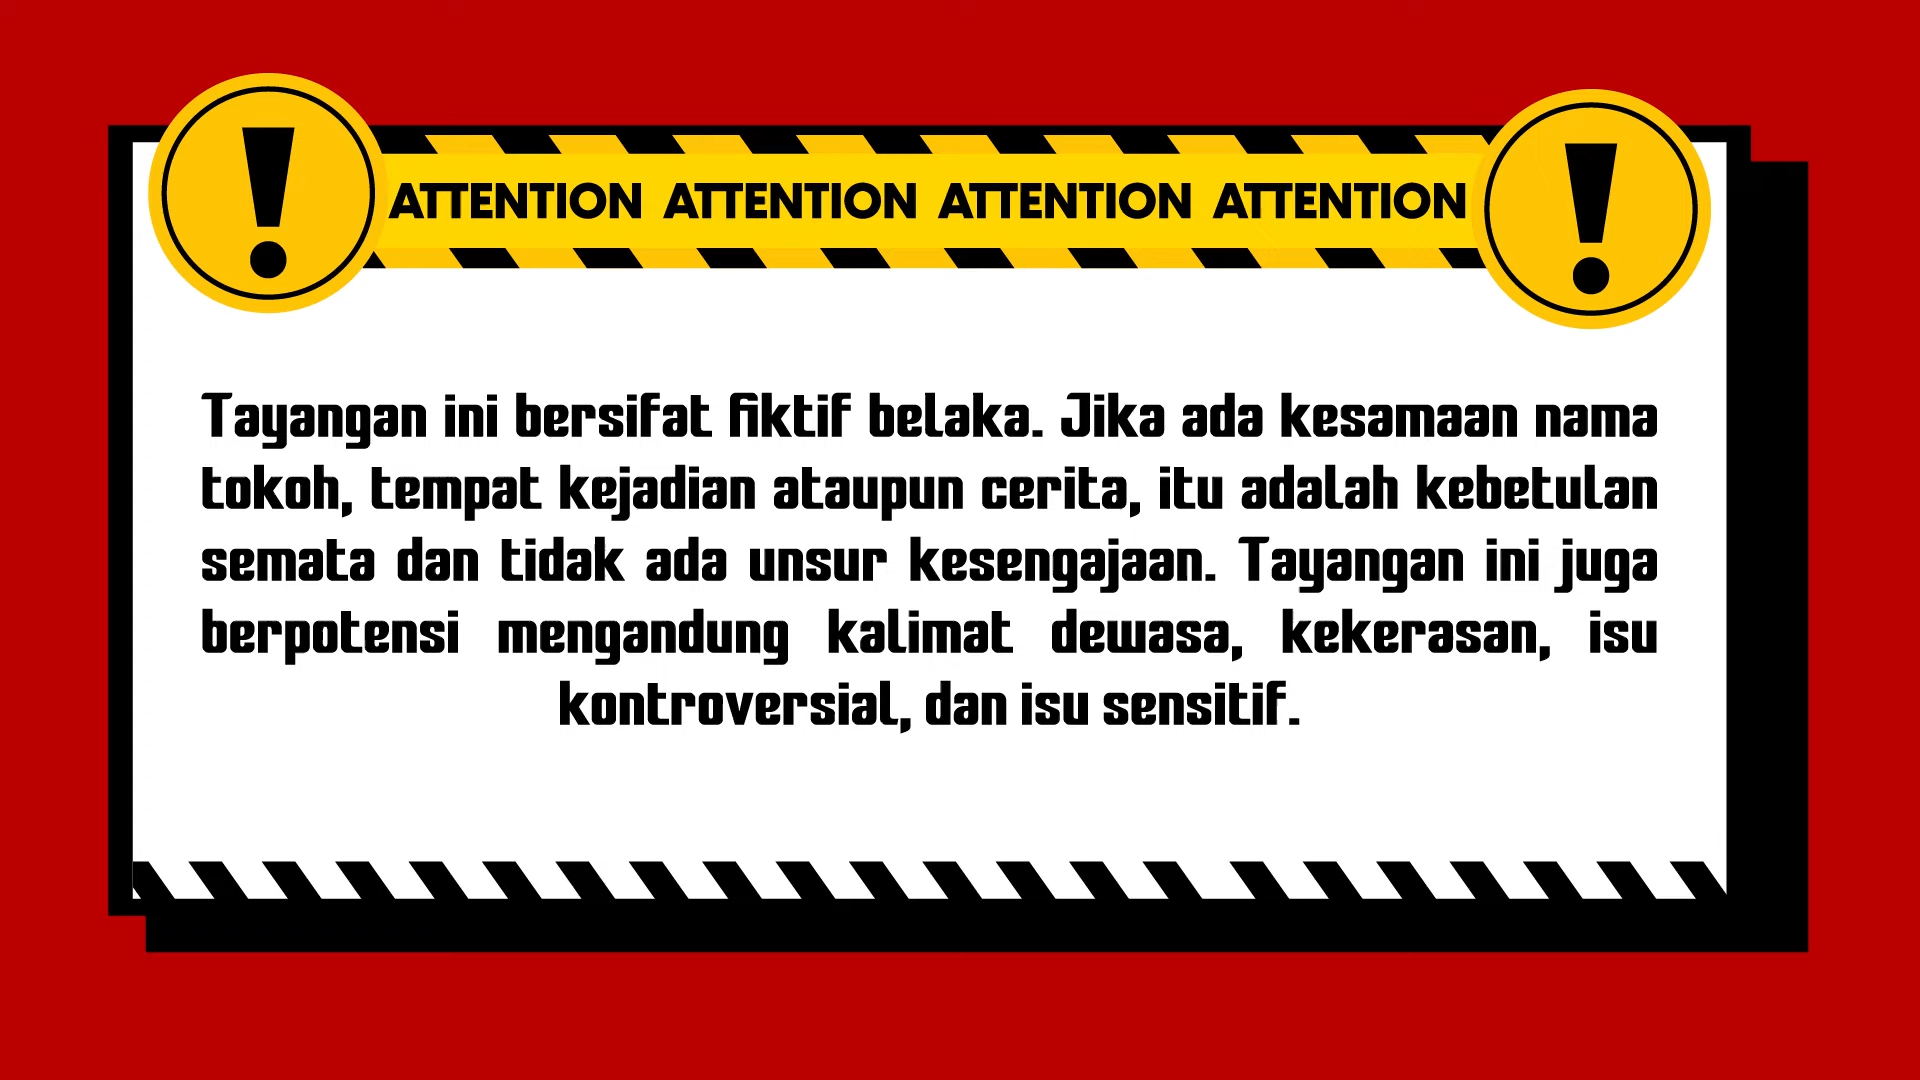 ATTENTION ATTENTION ATTENTION ATTENTION
Tayangan ini bersifat fiktif belaka. Jika ada kesamaan nama
tokoh, tempat kejadian ataupun cerita, itu adalah kebetulan
semata dan tidak ada unsur kesengajaan. Tayangan ini juga
berpotensi mengandung kalimat dewasa, kekerasan, isu
kontroversial, dan isu sensitif.